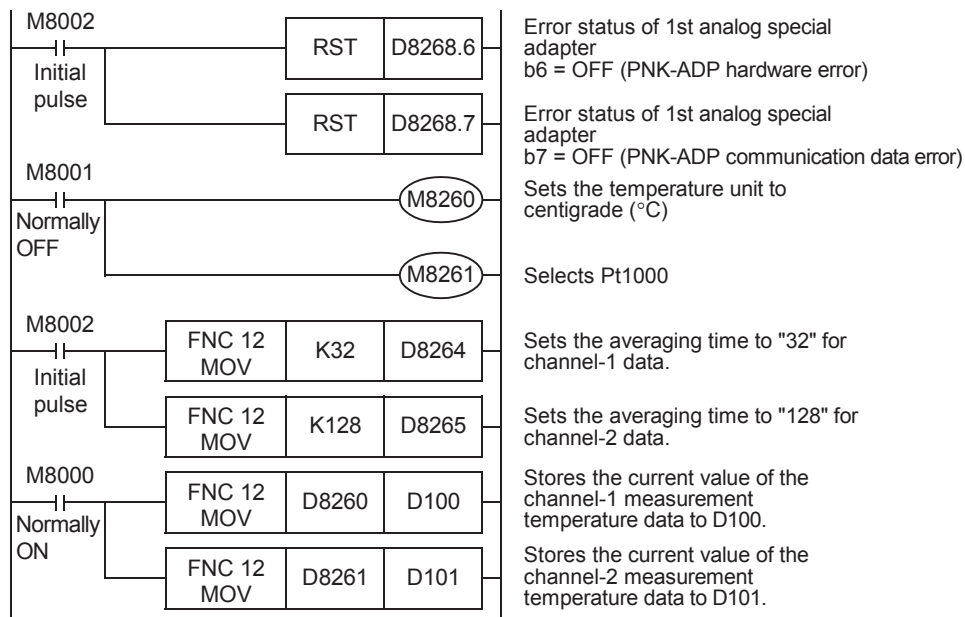 M8002
Initial
pulse
RST D8268.6
Error status of 1st analog special
adapter
b6 = OFF (PNK-ADP hardware error)
RST D8268.7
Error status of 1st analog special
adapter
b7 = OFF (PNK-ADP communication data error)
M8001
Normally
OFF
M8260
Sets the temperature unit to
centigrade (°C)
M8261
Selects Pt1000
M8002
Initial
pulse
FNC 12
MOV
K32 D8264
Sets the averaging time to "32" for
channel-1 data.
FNC 12
MOV
K128 D8265
Sets the averaging time to "128" for
channel-2 data.
M8000
Normally
ON
FNC 12
MOV
D8260 D100
Stores the current value of the
channel-1 measurement
temperature data to D100.
FNC 12
MOV
D8261 D101
Stores the current value of the
channel-2 measurement
temperature data to D101.